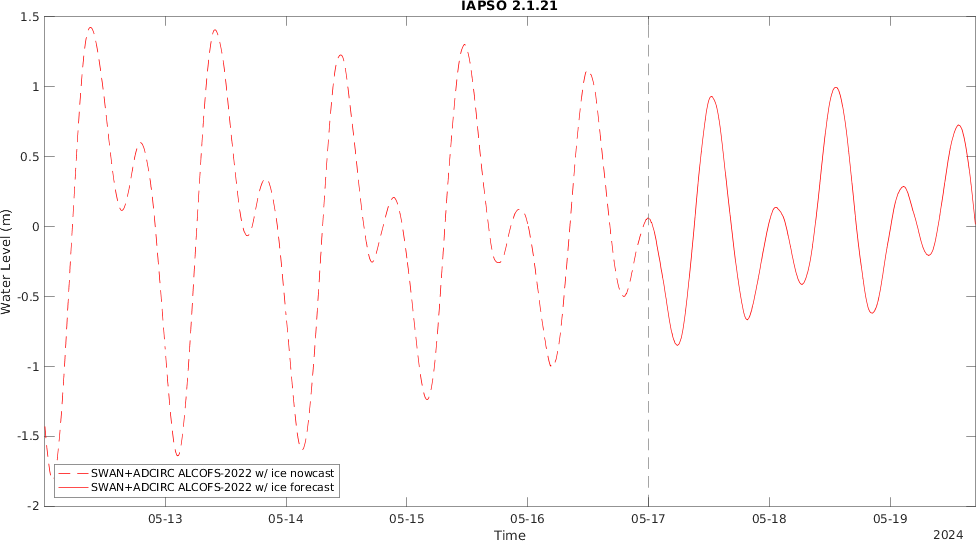 IAPSO 2.1.21
1.5
1
0.5
0
-0.5
-1
-1.5
-2
Water Level (m)
SWAN+ADCIRC ALCOFS-2022 w/ ice nowcast
SWAN+ADCIRC ALCOFS-2022 w/ ice forecast
05-13 05-14 05-15 05-16 05-17 05-18 05-19
Time
2024